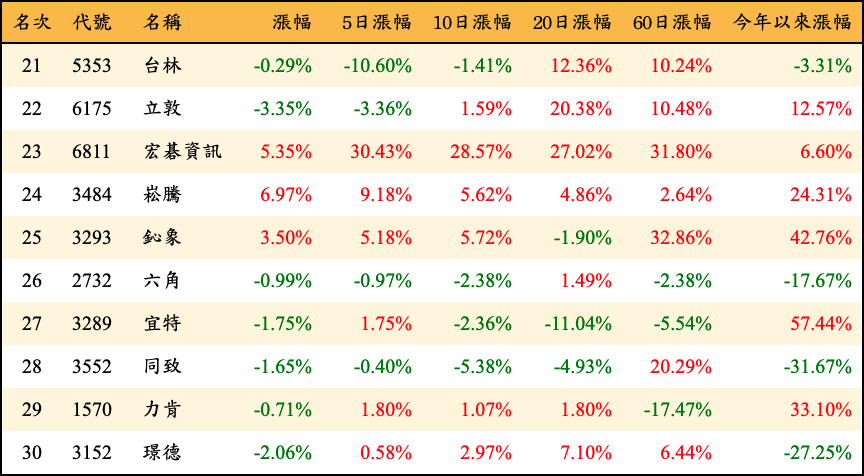 名次 代號 名稱 漲幅 5日漲幅 10日漲幅 20日漲幅 60日漲幅 今年以來漲幅
21 5353 台林 -0.29% -10.60% -1.41% 12.36% 10.24% -3.31%
22 6175 立敦 -3.35% -3.36% 1.59% 20.38% 10.48% 12.57%
23 6811 宏碁資訊 5.35% 30.43% 28.57% 27.02% 31.80% 6.60%
24 3484 崧騰 6.97% 9.18% 5.62% 4.86% 2.64% 24.31%
25 3293 鈊象 3.50% 5.18% 5.72% -1.90% 32.86% 42.76%
26 2732 六角 -0.99% -0.97% -2.38% 1.49% -2.38% -17.67%
27 3289 宜特 -1.75% 1.75% -2.36% -11.04% -5.54% 57.44%
28 3552 同致 -1.65% -0.40% -5.38% -4.93% 20.29% -31.67%
29 1570 力肯 -0.71% 1.80% 1.07% 1.80% -17.47% 33.10%
30 3152 璟德 -2.06% 0.58% 2.97% 7.10% 6.44% -27.25%